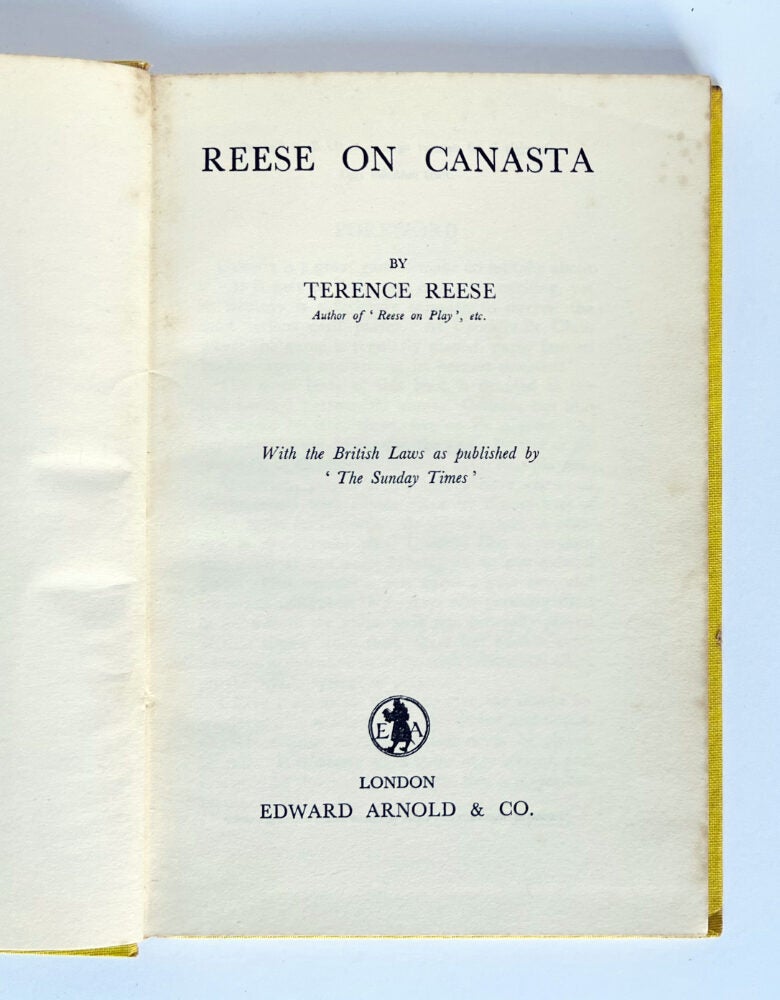 REESE ON CANASTA
BY
TERENCE REESE
Author of ‘ Reese on Play ’, etc.
With the British Laws as published by
‘ The Sunday Times ’
E A
LONDON
EDWARD ARNOLD & CO.